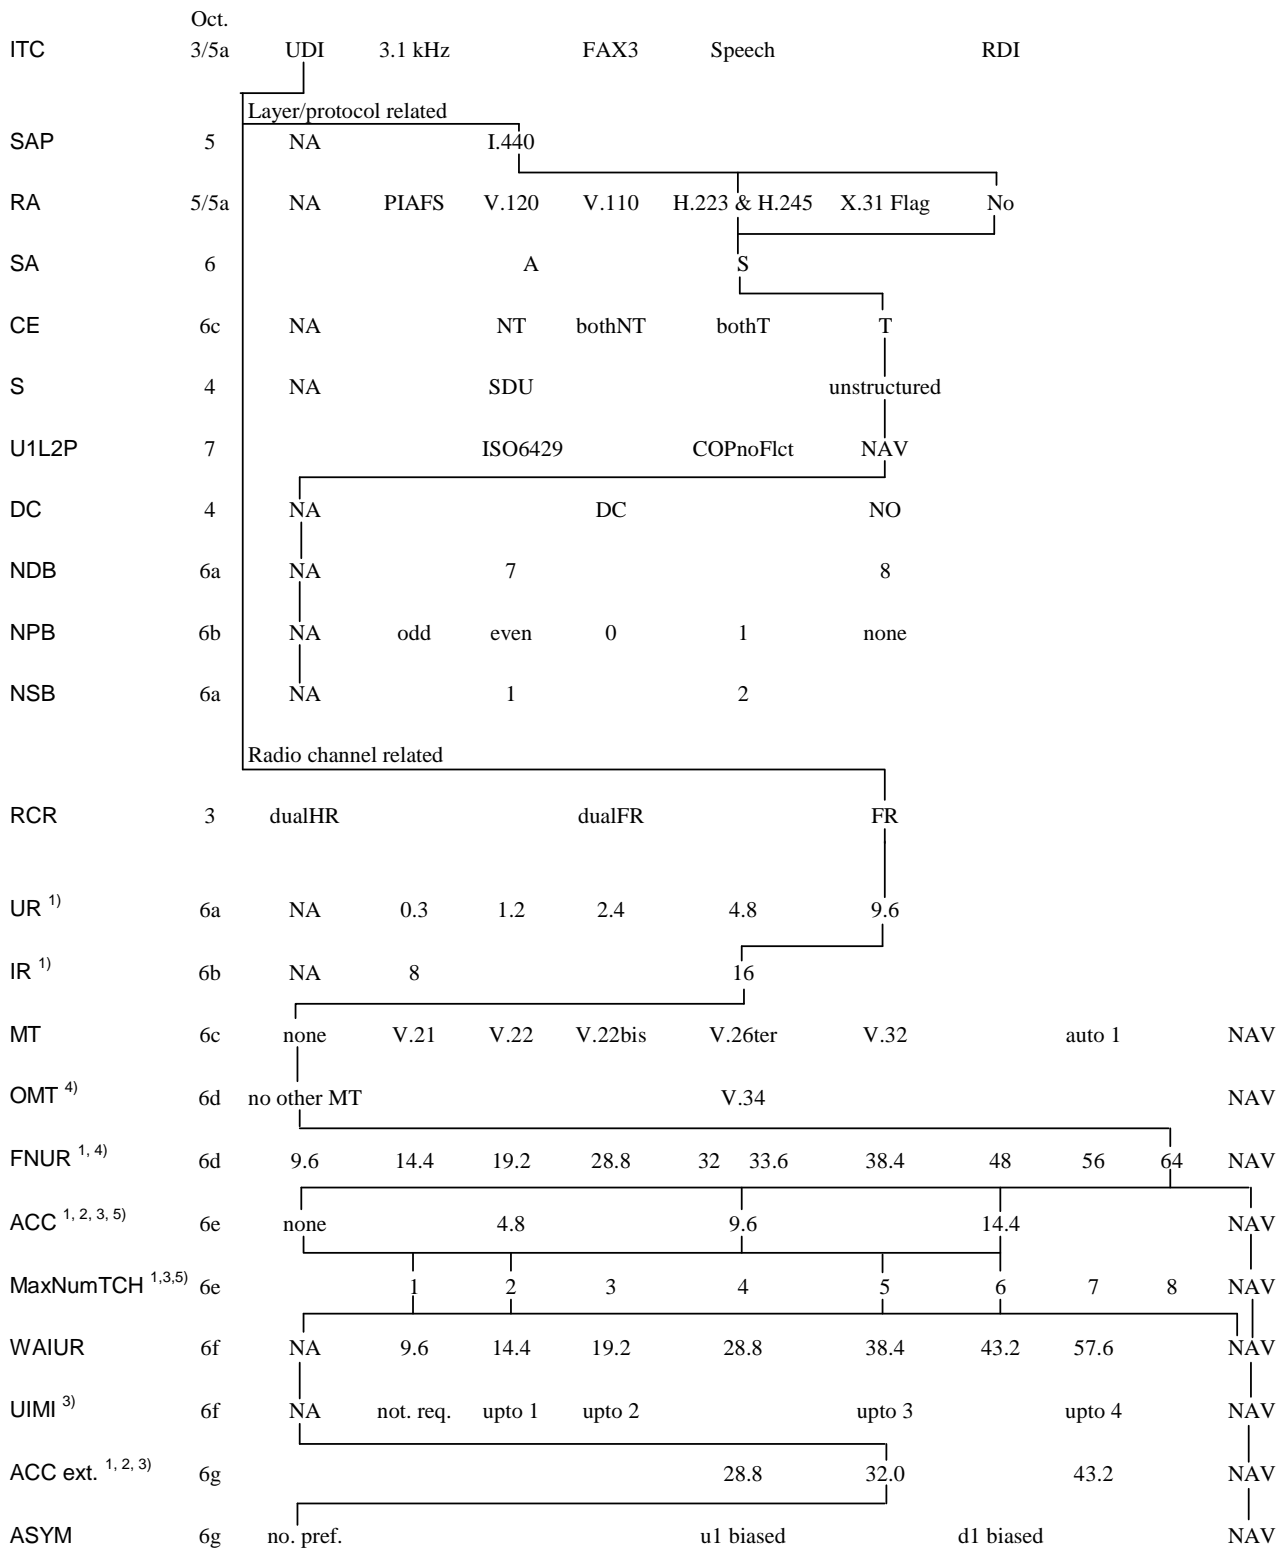 Oct.
ITC 3/5a UDI 3.1 kHz FAX3 Speech RDI
Layer/protocol related
SAP 5 NA I.440
RA 5/5a NA PIAFS V.120 V.110 H.223 & H.245 X.31 Flag No
SA 6 A S
CE 6c NA NT bothNT bothT T
S 4 NA SDU unstructured
U1L2P 7 ISO6429 COPnoFlct NAV
DC 4 NA DC NO
NDB 6a NA 7 8
NPB 6b NA odd even 0 1 none
NSB 6a NA 1 2
Radio channel related
RCR 3 dualHR dualFR FR
UR 1) 6a NA 0.3 1.2 2.4 4.8 9.6
IR 1) 6b NA 8 16
MT 6c none V.21 V.22 V.22bis V.26ter V.32 auto 1 NAV
OMT 4) 6d no other MT V.34 NAV
FNUR 1, 4) 6d 9.6 14.4 19.2 28.8 32 33.6 38.4 48 56 64 NAV
ACC 1, 2, 3, 5) 6e none 4.8 9.6 14.4 NAV
MaxNumTCH 1,3,5) 6e 1 2 3 4 5 6 7 8 NAV
WAIUR 6f NA 9.6 14.4 19.2 28.8 38.4 43.2 57.6 NAV
UIMI 3) 6f NA not. req. upto 1 upto 2 upto 3 upto 4 NAV
ACC ext. 1, 2, 3) 6g 28.8 32.0 43.2 NAV
ASYM 6g no. pref. u1 biased d1 biased NAV